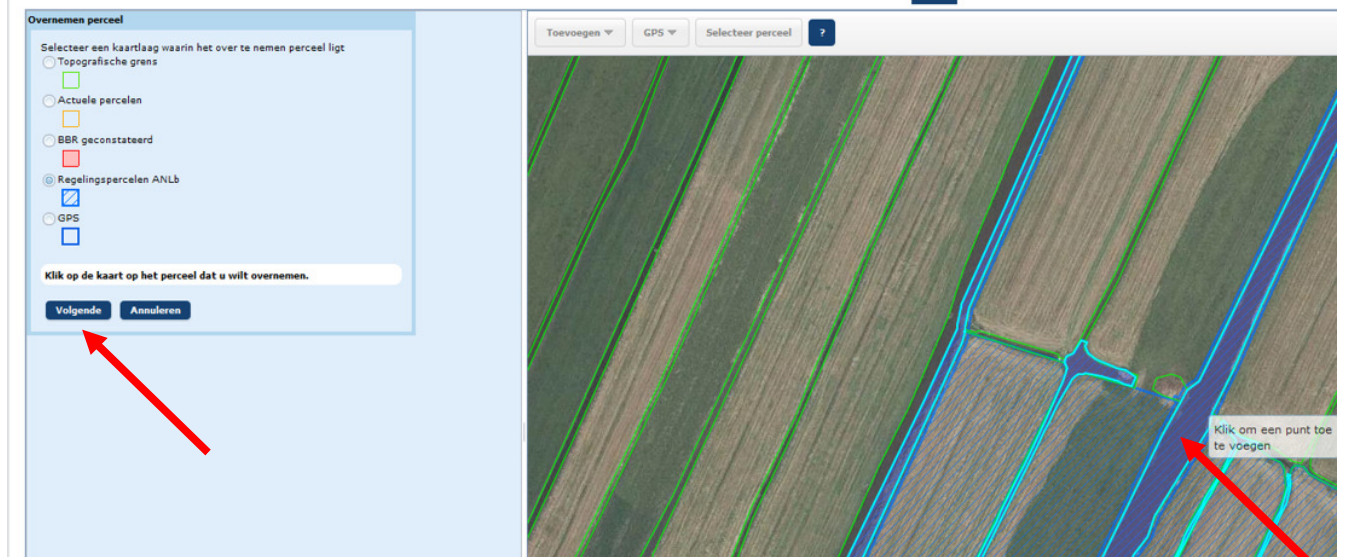 Overnemen perceel
Selecteer een kaartlaag waarin het over te nemen perceel ligt
Topografische grens
Actuele percelen
BBR geconstateerd
Regelingspercelen ANLb
GPS
Klik op de kaart op het perceel dat u wilt overnemen.
Volgende Annuleren
Toevoegen GPS Selecteer perceel ?
Klik om een punt toe
te voegen